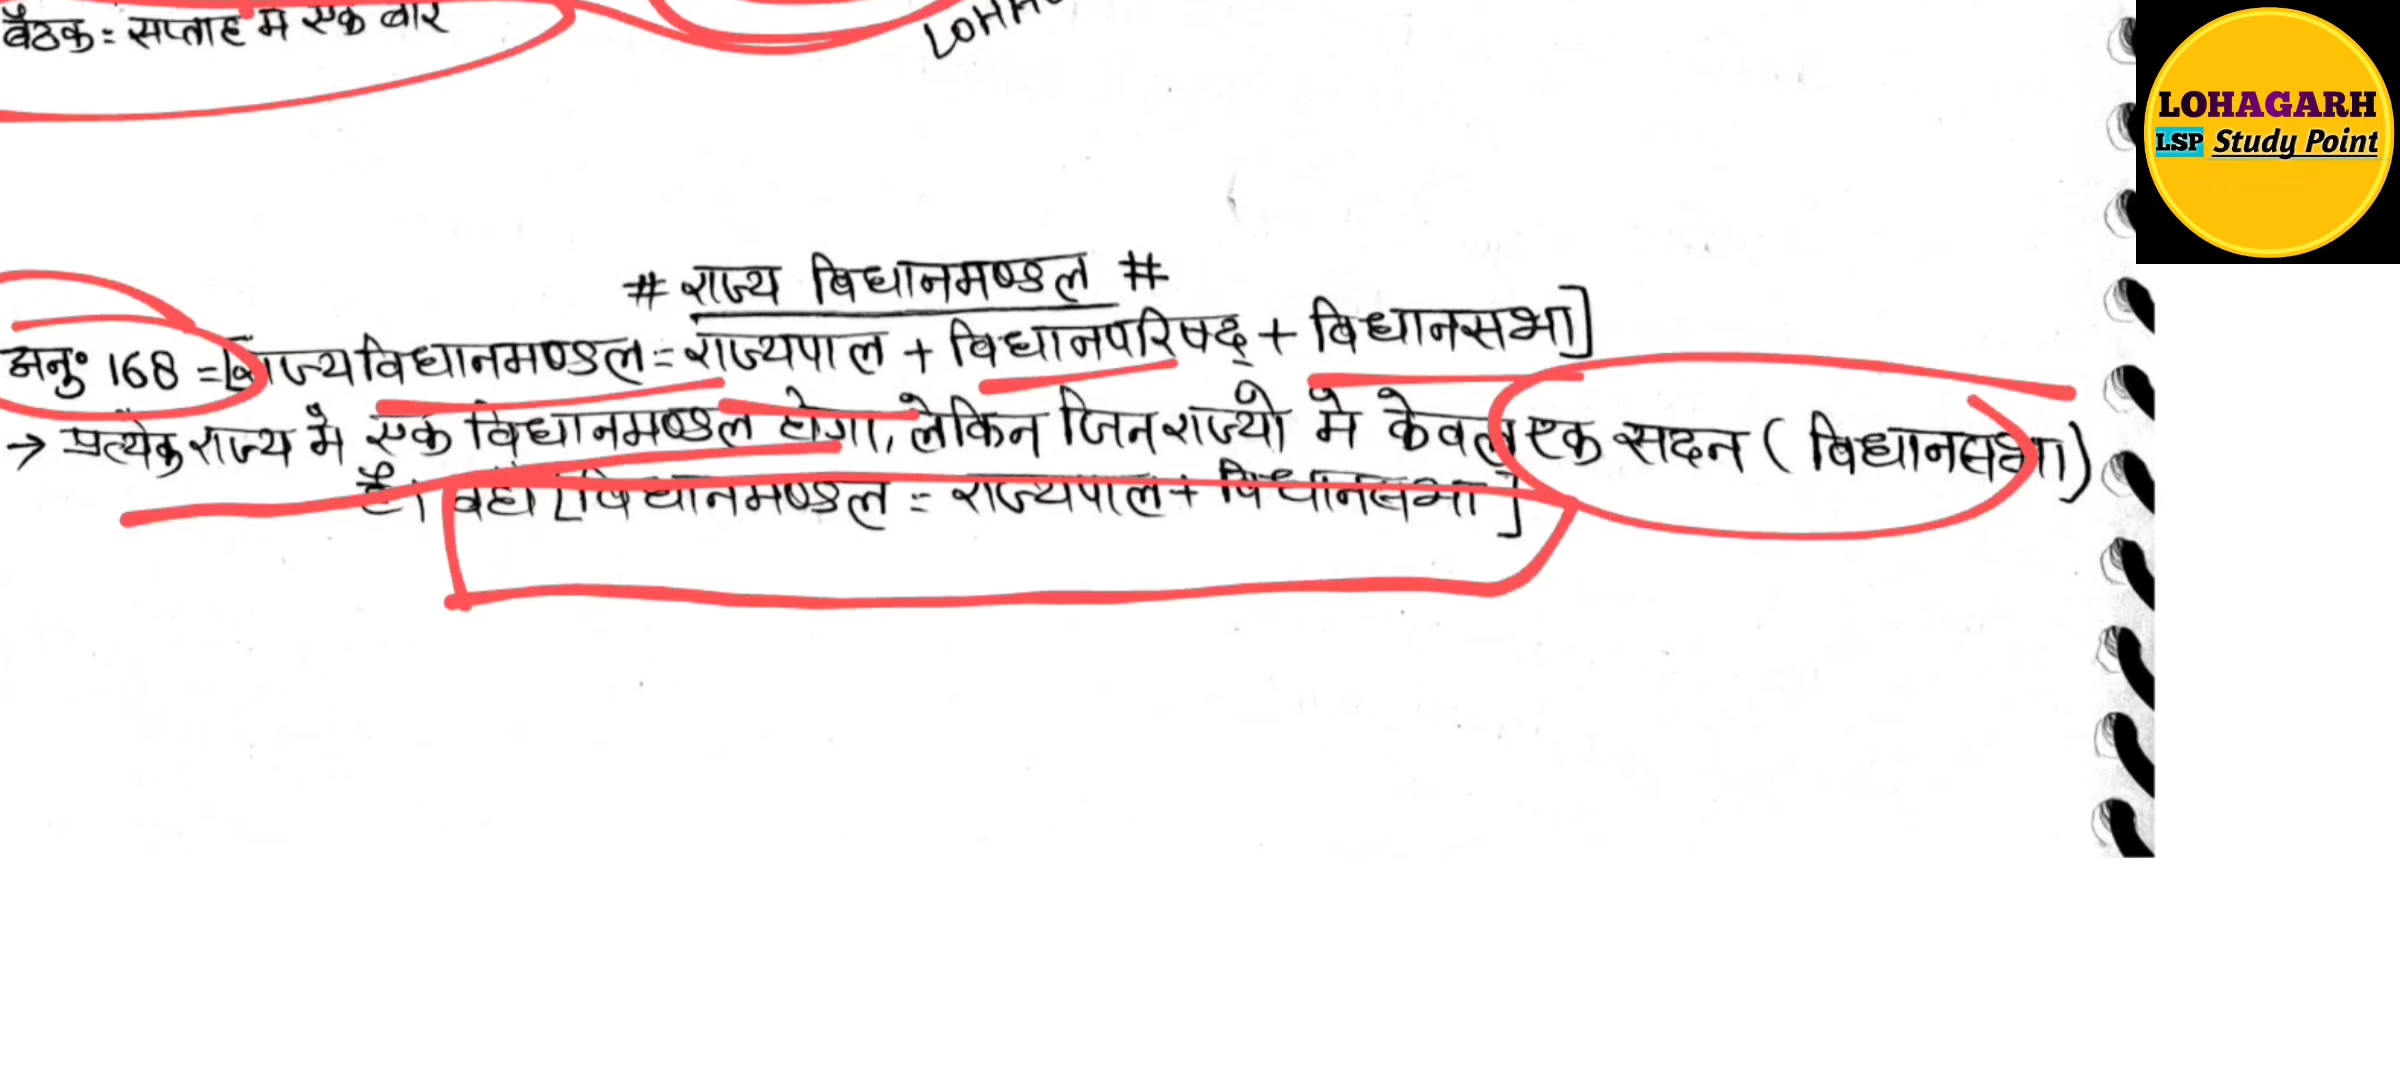 बैठक = सप्ताह मे एक बार
LOHAGARH
LSP Study Point
# राज्य विधानमण्डल #
अनु० 168 = [राज्य विधानमण्डल = राज्यपाल + विधानपरिषद् + विधानसभा]
→ प्रत्येक राज्य मे एक विधानमण्डल होगा, लेकिन जिन राज्यो मे केवल एक सदन ( विधानसभा)
है। वहाँ [विधानमण्डल = राज्यपाल + विधानसभा]